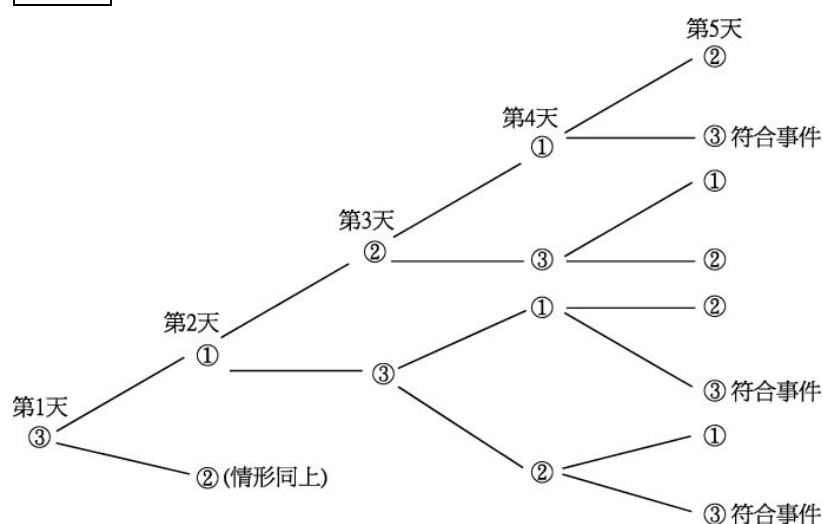 第5天
②
第4天
①
③ 符合事件
①
第3天
②
③
②
①
②
第2天
①
③
③ 符合事件
第1天
③
①
②
② (情形同上)
③ 符合事件